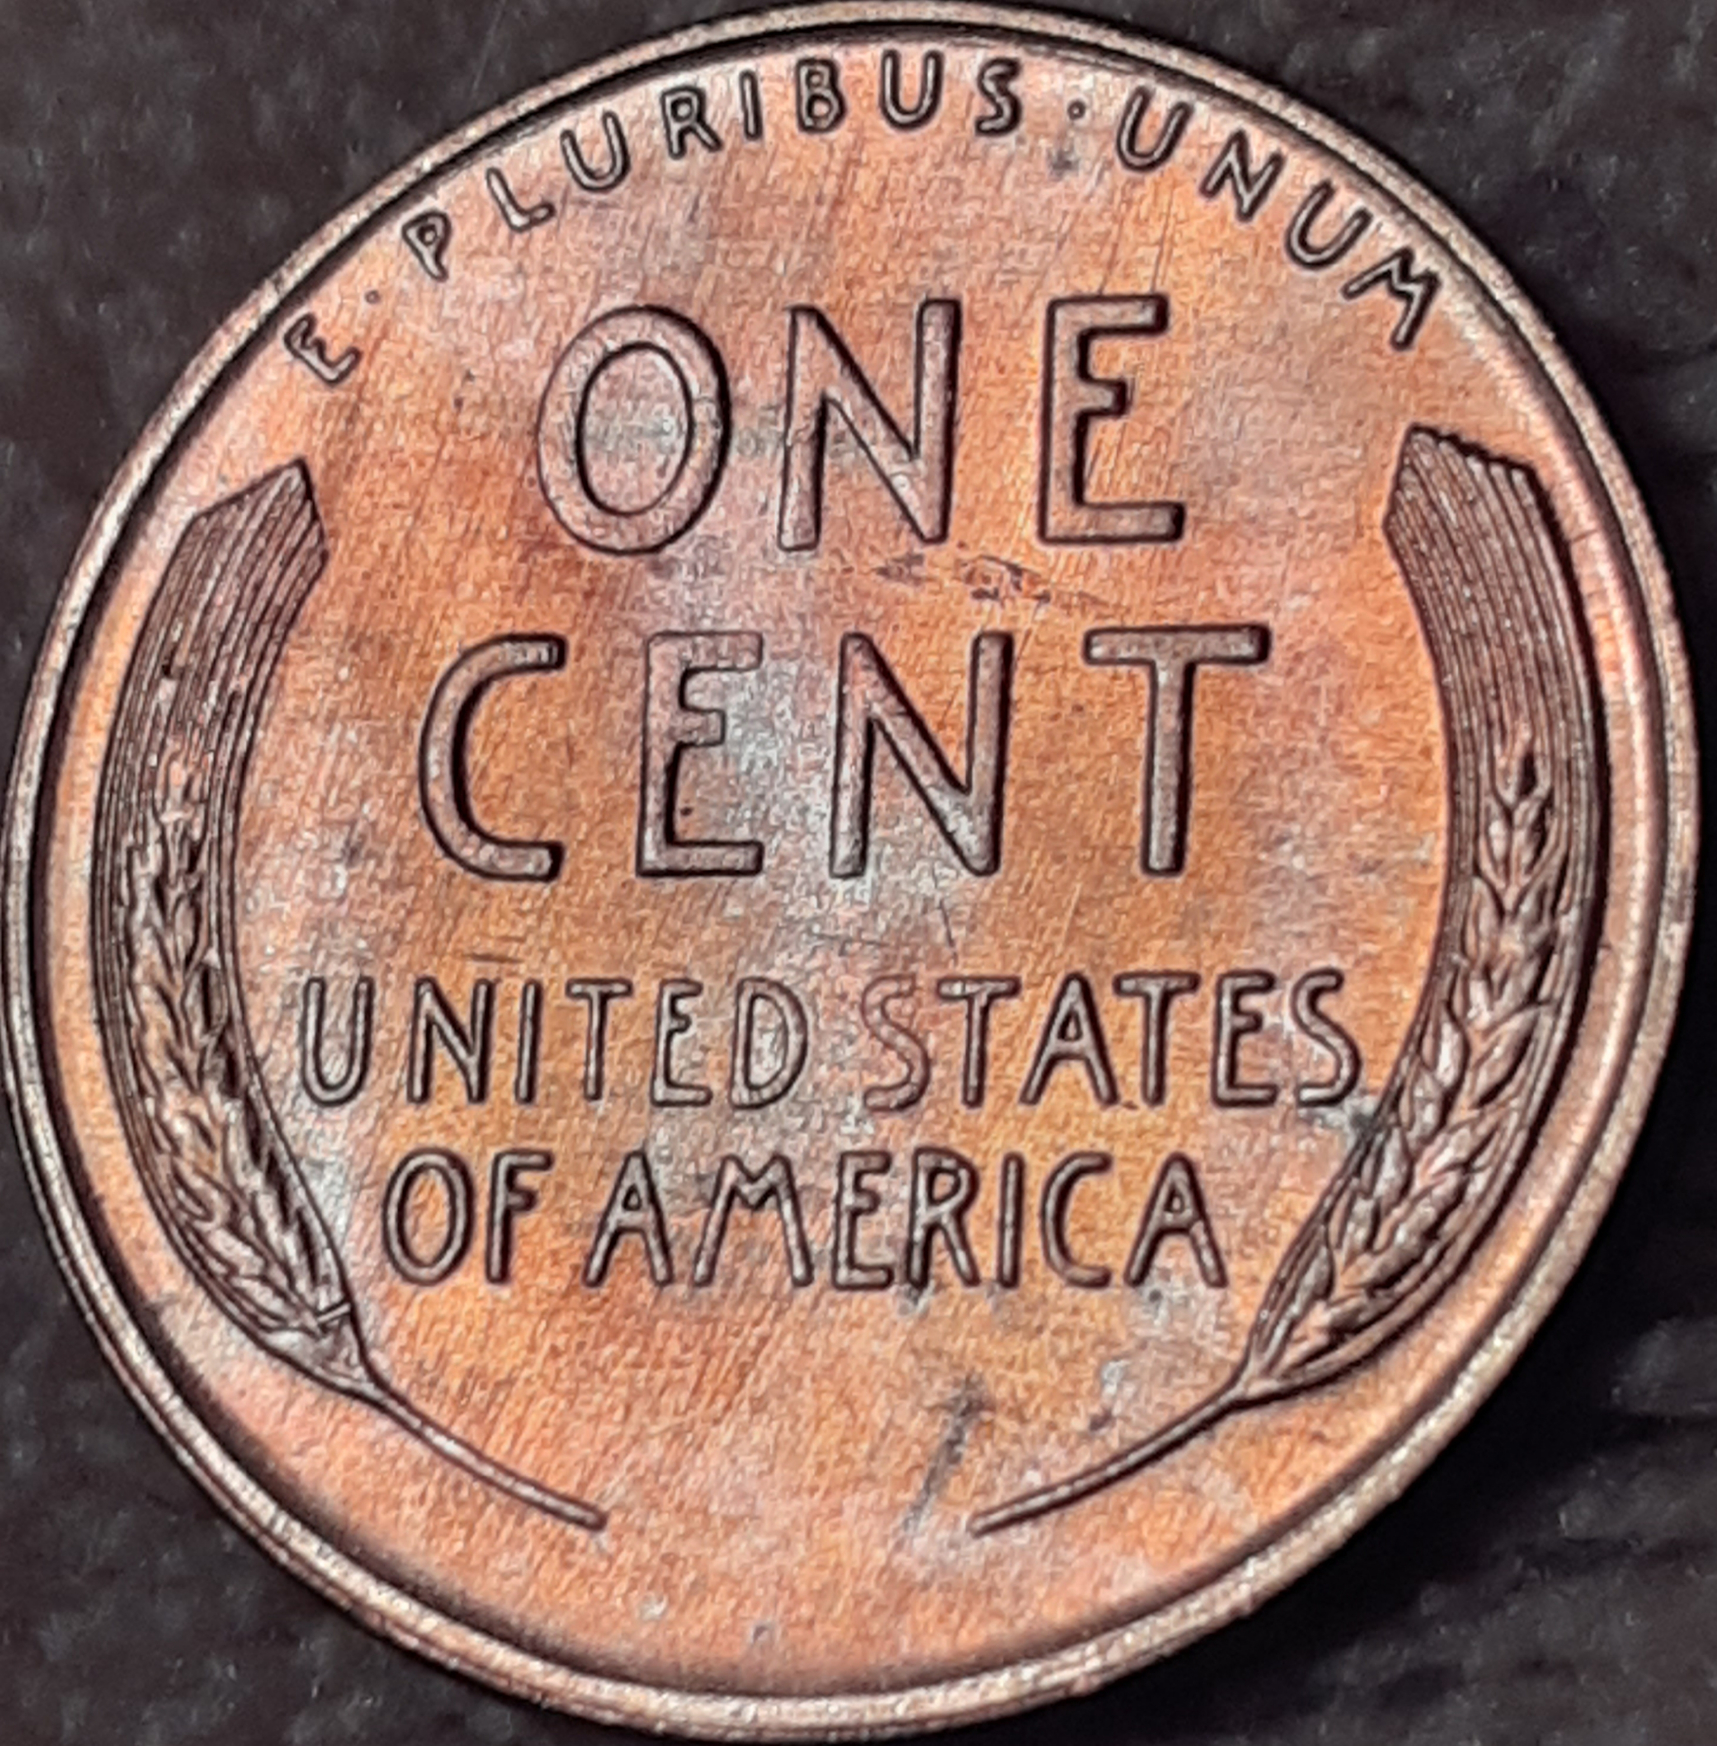 E·PLURIBUS·UNUM
ONE
CENT
UNITED STATES
OF AMERICA